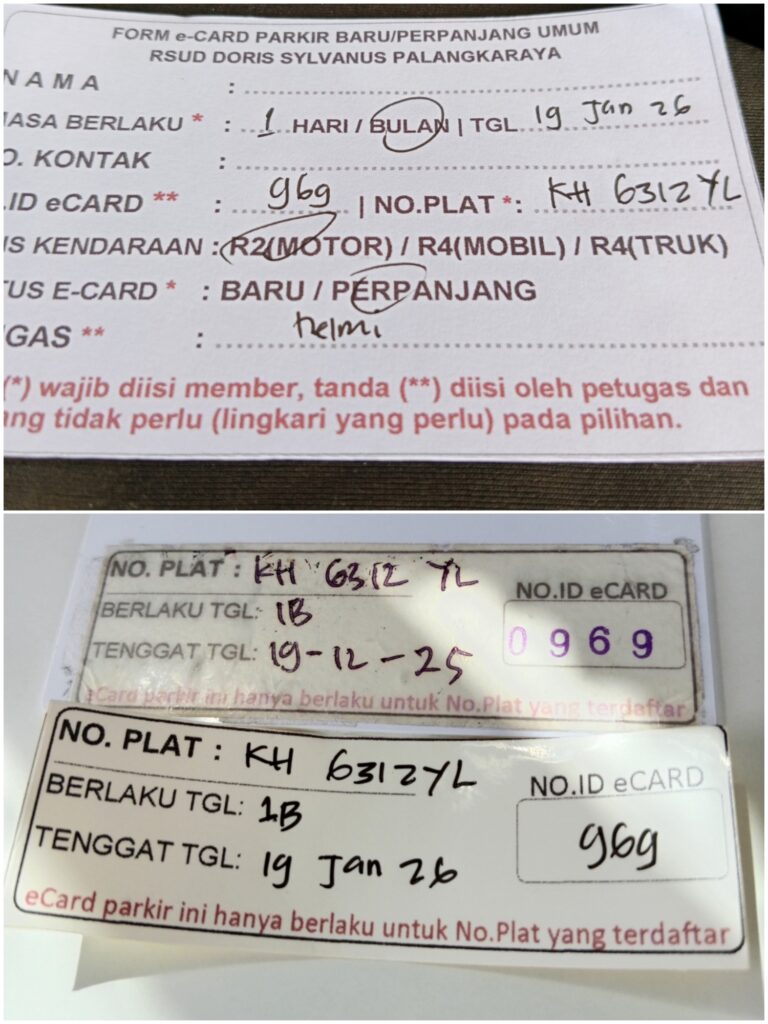 FORM e-CARD PARKIR BARU/PERPANJANG UMUM
RSUD DORIS SYLVANUS PALANGKARAYA
NAMA :
ASA BERLAKU * : 1 HARI / BULAN | TGL 19 Jan 26
O. KONTAK :
.ID eCARD ** : 969 | NO.PLAT *: KH 6312 YL
IS KENDARAAN : R2(MOTOR) / R4(MOBIL) / R4(TRUK)
TUS E-CARD * : BARU / PERPANJANG
GAS ** : helmi
(*) wajib diisi member, tanda (**) diisi oleh petugas dan
ng tidak perlu (lingkari yang perlu) pada pilihan.
NO. PLAT : KH 6312 YL
BERLAKU TGL: 1B
TENGGAT TGL: 19-12-25
NO.ID eCARD
0969
eCard parkir ini hanya berlaku untuk No.Plat yang terdaftar
NO. PLAT : KH 6312YL
BERLAKU TGL: 1B
TENGGAT TGL: 19 Jan 26
NO.ID eCARD
969
eCard parkir ini hanya berlaku untuk No.Plat yang terdaftar